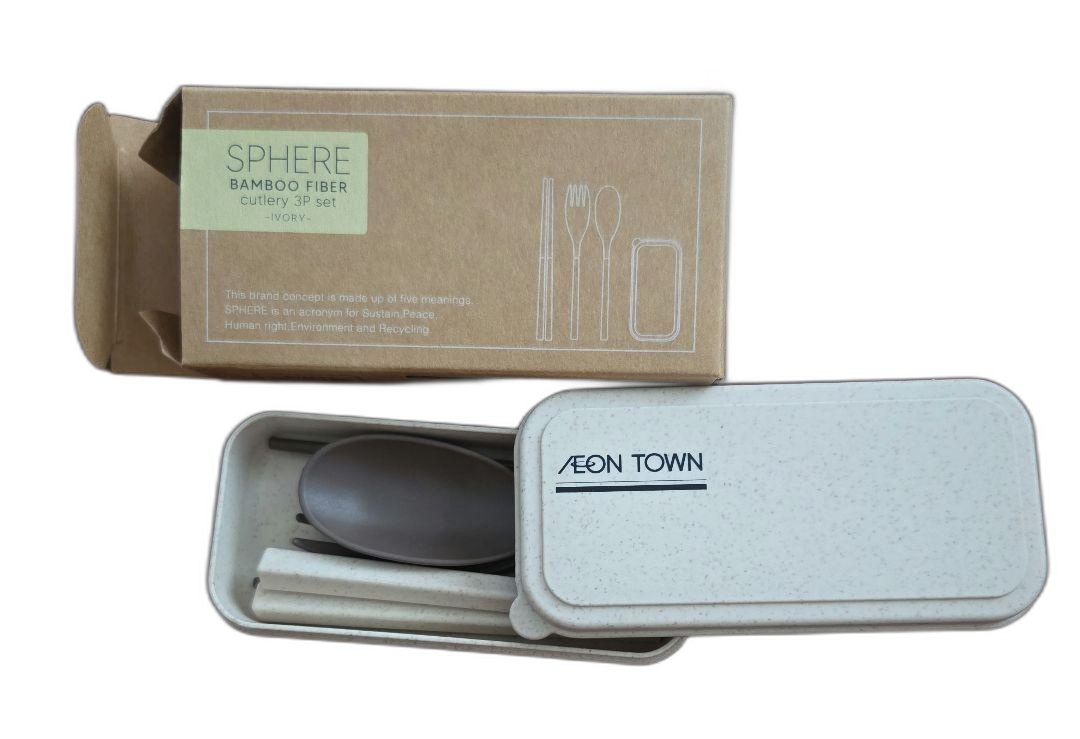 SPHERE
BAMBOO FIBER
cutlery 3P set
-IVORY-
This brand concept is made up of five meanings.
SPHERE is an acronym for Sustain,Peace,
Human right,Environment and Recycling.
ÆON TOWN